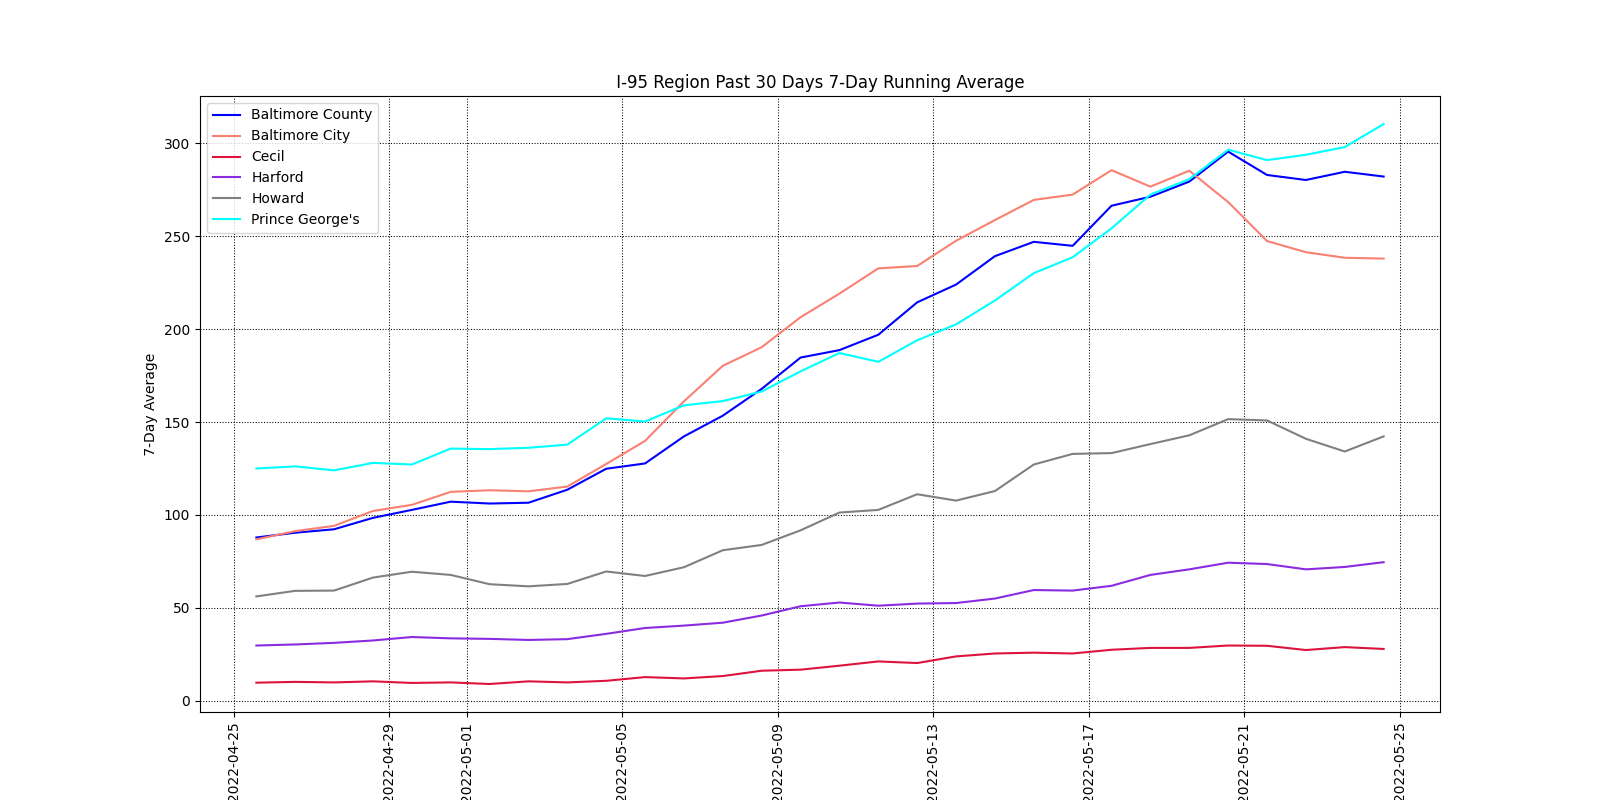 I-95 Region Past 30 Days 7-Day Running Average
Baltimore County
Baltimore City
Cecil
Harford
Howard
Prince George's
7-Day Average
300
250
200
150
100
50
0
2022-04-25
2022-04-29
2022-05-01
2022-05-05
2022-05-09
2022-05-13
2022-05-17
2022-05-21
2022-05-25